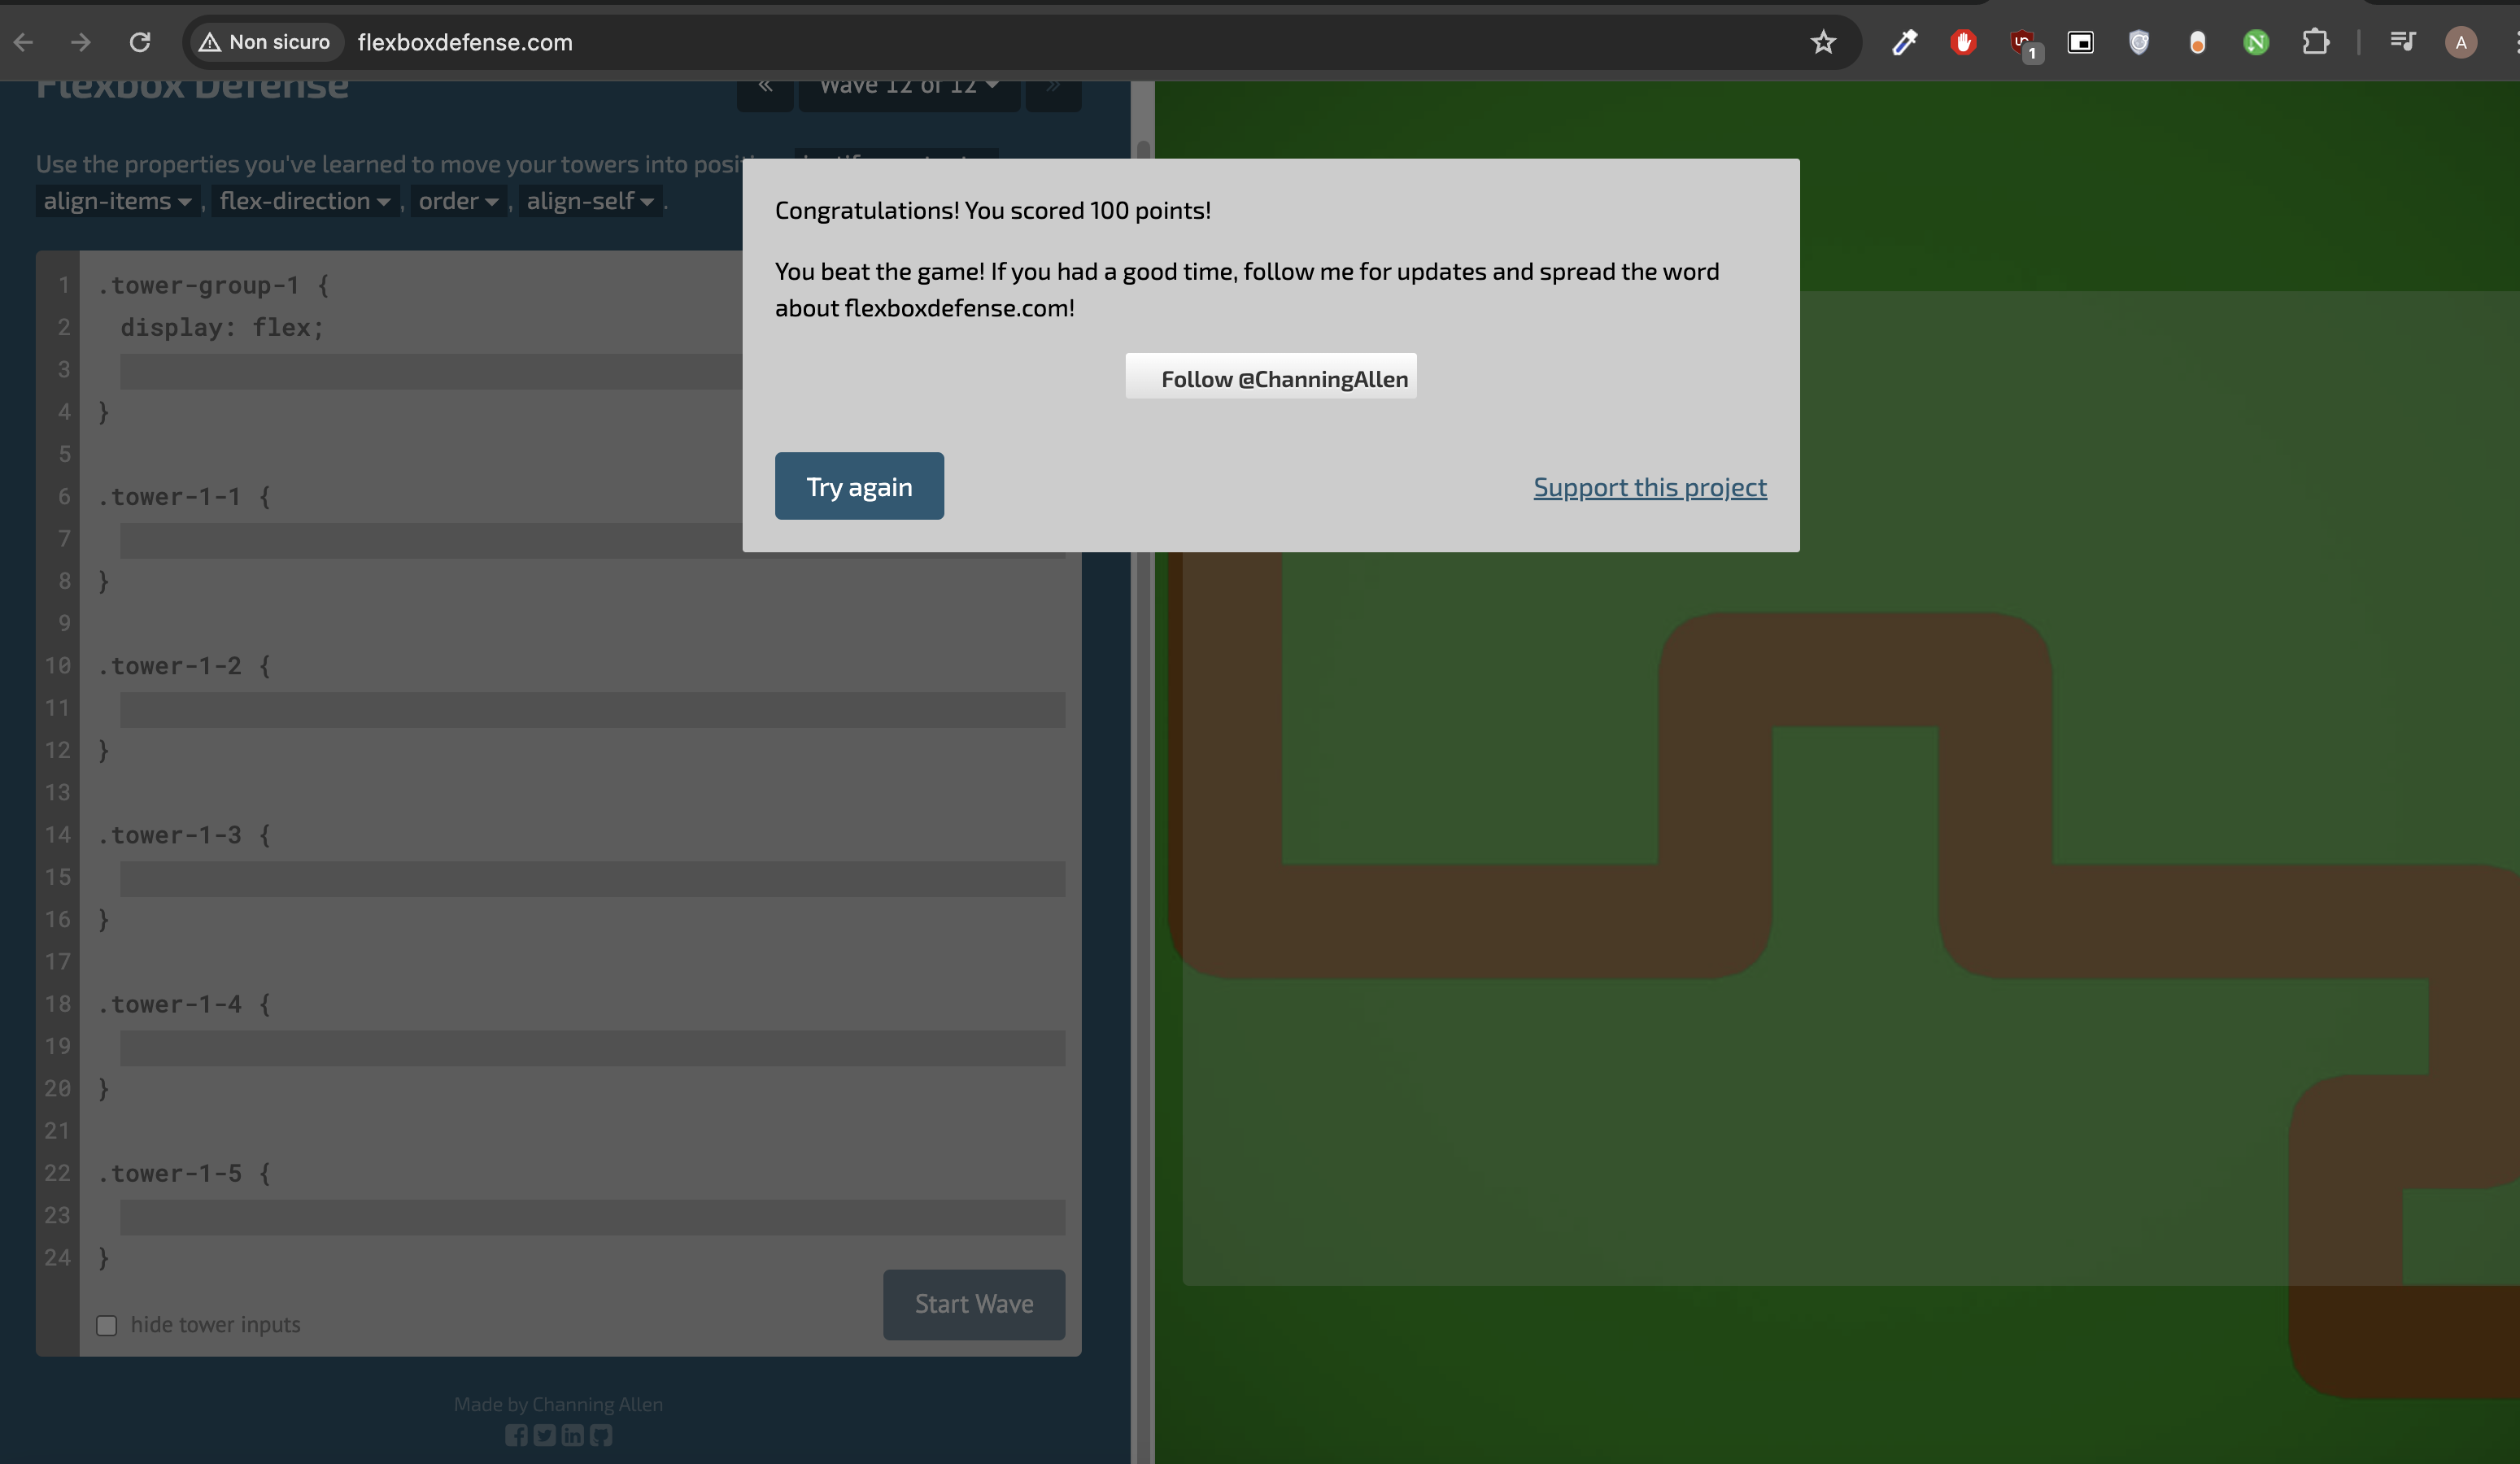 Non sicuro flexboxdefense.com
1
A
Flexbox Defense
« Wave 12 of 12 »
Use the properties you've learned to move your towers into
align-items , flex-direction , order , align-self .
Congratulations! You scored 100 points!
You beat the game! If you had a good time, follow me for updates and spread the word
about flexboxdefense.com!
Follow @ChanningAllen
Try again
Support this project
1 .tower-group-1 {
2 display: flex;
3
4 }
5
6 .tower-1-1 {
7
8 }
9
10 .tower-1-2 {
11
12 }
13
14 .tower-1-3 {
15
16 }
17
18 .tower-1-4 {
19
20 }
21
22 .tower-1-5 {
23
24 }
hide tower inputs
Start Wave
Made by Channing Allen